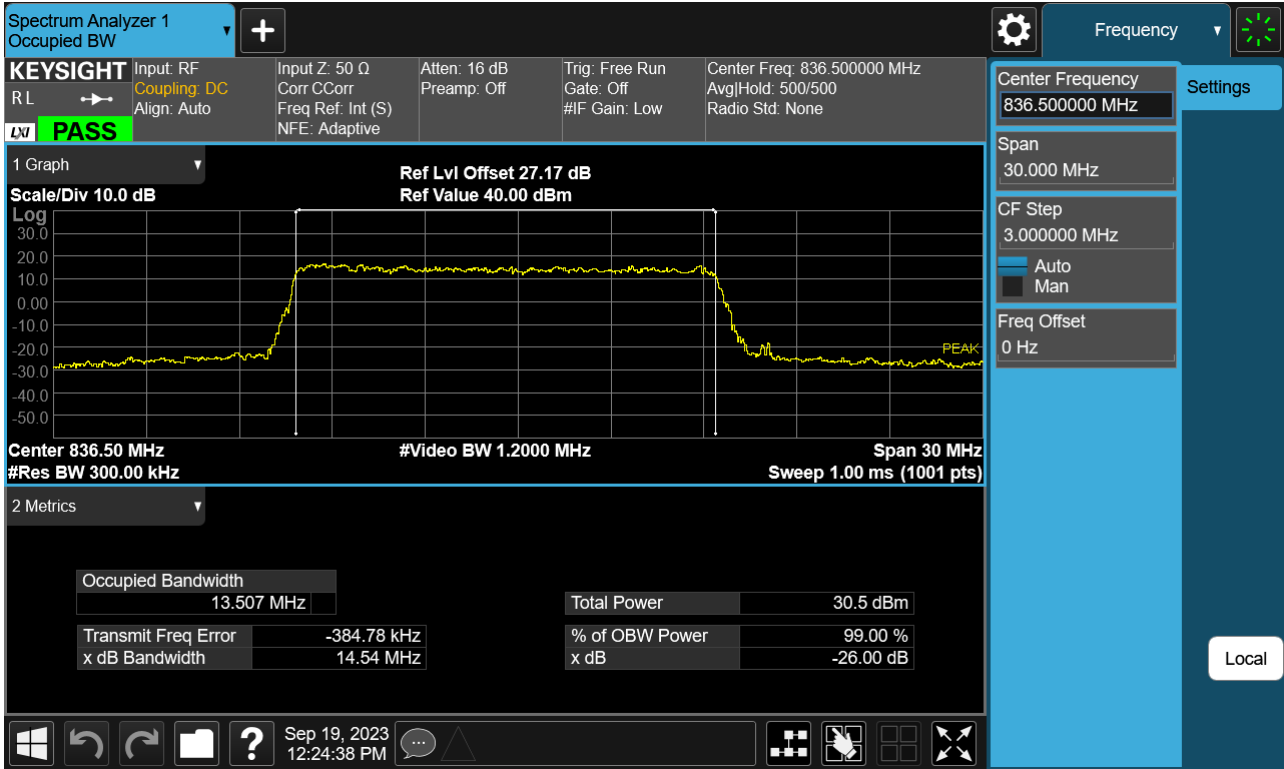 Spectrum Analyzer 1
Occupied BW
▼
+
Frequency
▼
KEYSIGHT
R L
LXI
PASS
Input: RF
Coupling: DC
Align: Auto
Input Z: 50 Ω
Corr CCorr
Freq Ref: Int (S)
NFE: Adaptive
Atten: 16 dB
Preamp: Off
Trig: Free Run
Gate: Off
#IF Gain: Low
Center Freq: 836.500000 MHz
Avg|Hold: 500/500
Radio Std: None
1 Graph
▼
Scale/Div 10.0 dB
Ref Lvl Offset 27.17 dB
Ref Value 40.00 dBm
Log
30.0
20.0
10.0
0.00
-10.0
-20.0
-30.0
-40.0
-50.0
PEAK
Center 836.50 MHz
#Video BW 1.2000 MHz
Span 30 MHz
#Res BW 300.00 kHz
Sweep 1.00 ms (1001 pts)
2 Metrics
▼
Occupied Bandwidth
13.507 MHz
Total Power 30.5 dBm
Transmit Freq Error -384.78 kHz
% of OBW Power 99.00 %
x dB Bandwidth 14.54 MHz
x dB -26.00 dB
Center Frequency
836.500000 MHz
Span
30.000 MHz
CF Step
3.000000 MHz
Auto
Man
Freq Offset
0 Hz
Settings
Local
?
Sep 19, 2023
12:24:38 PM